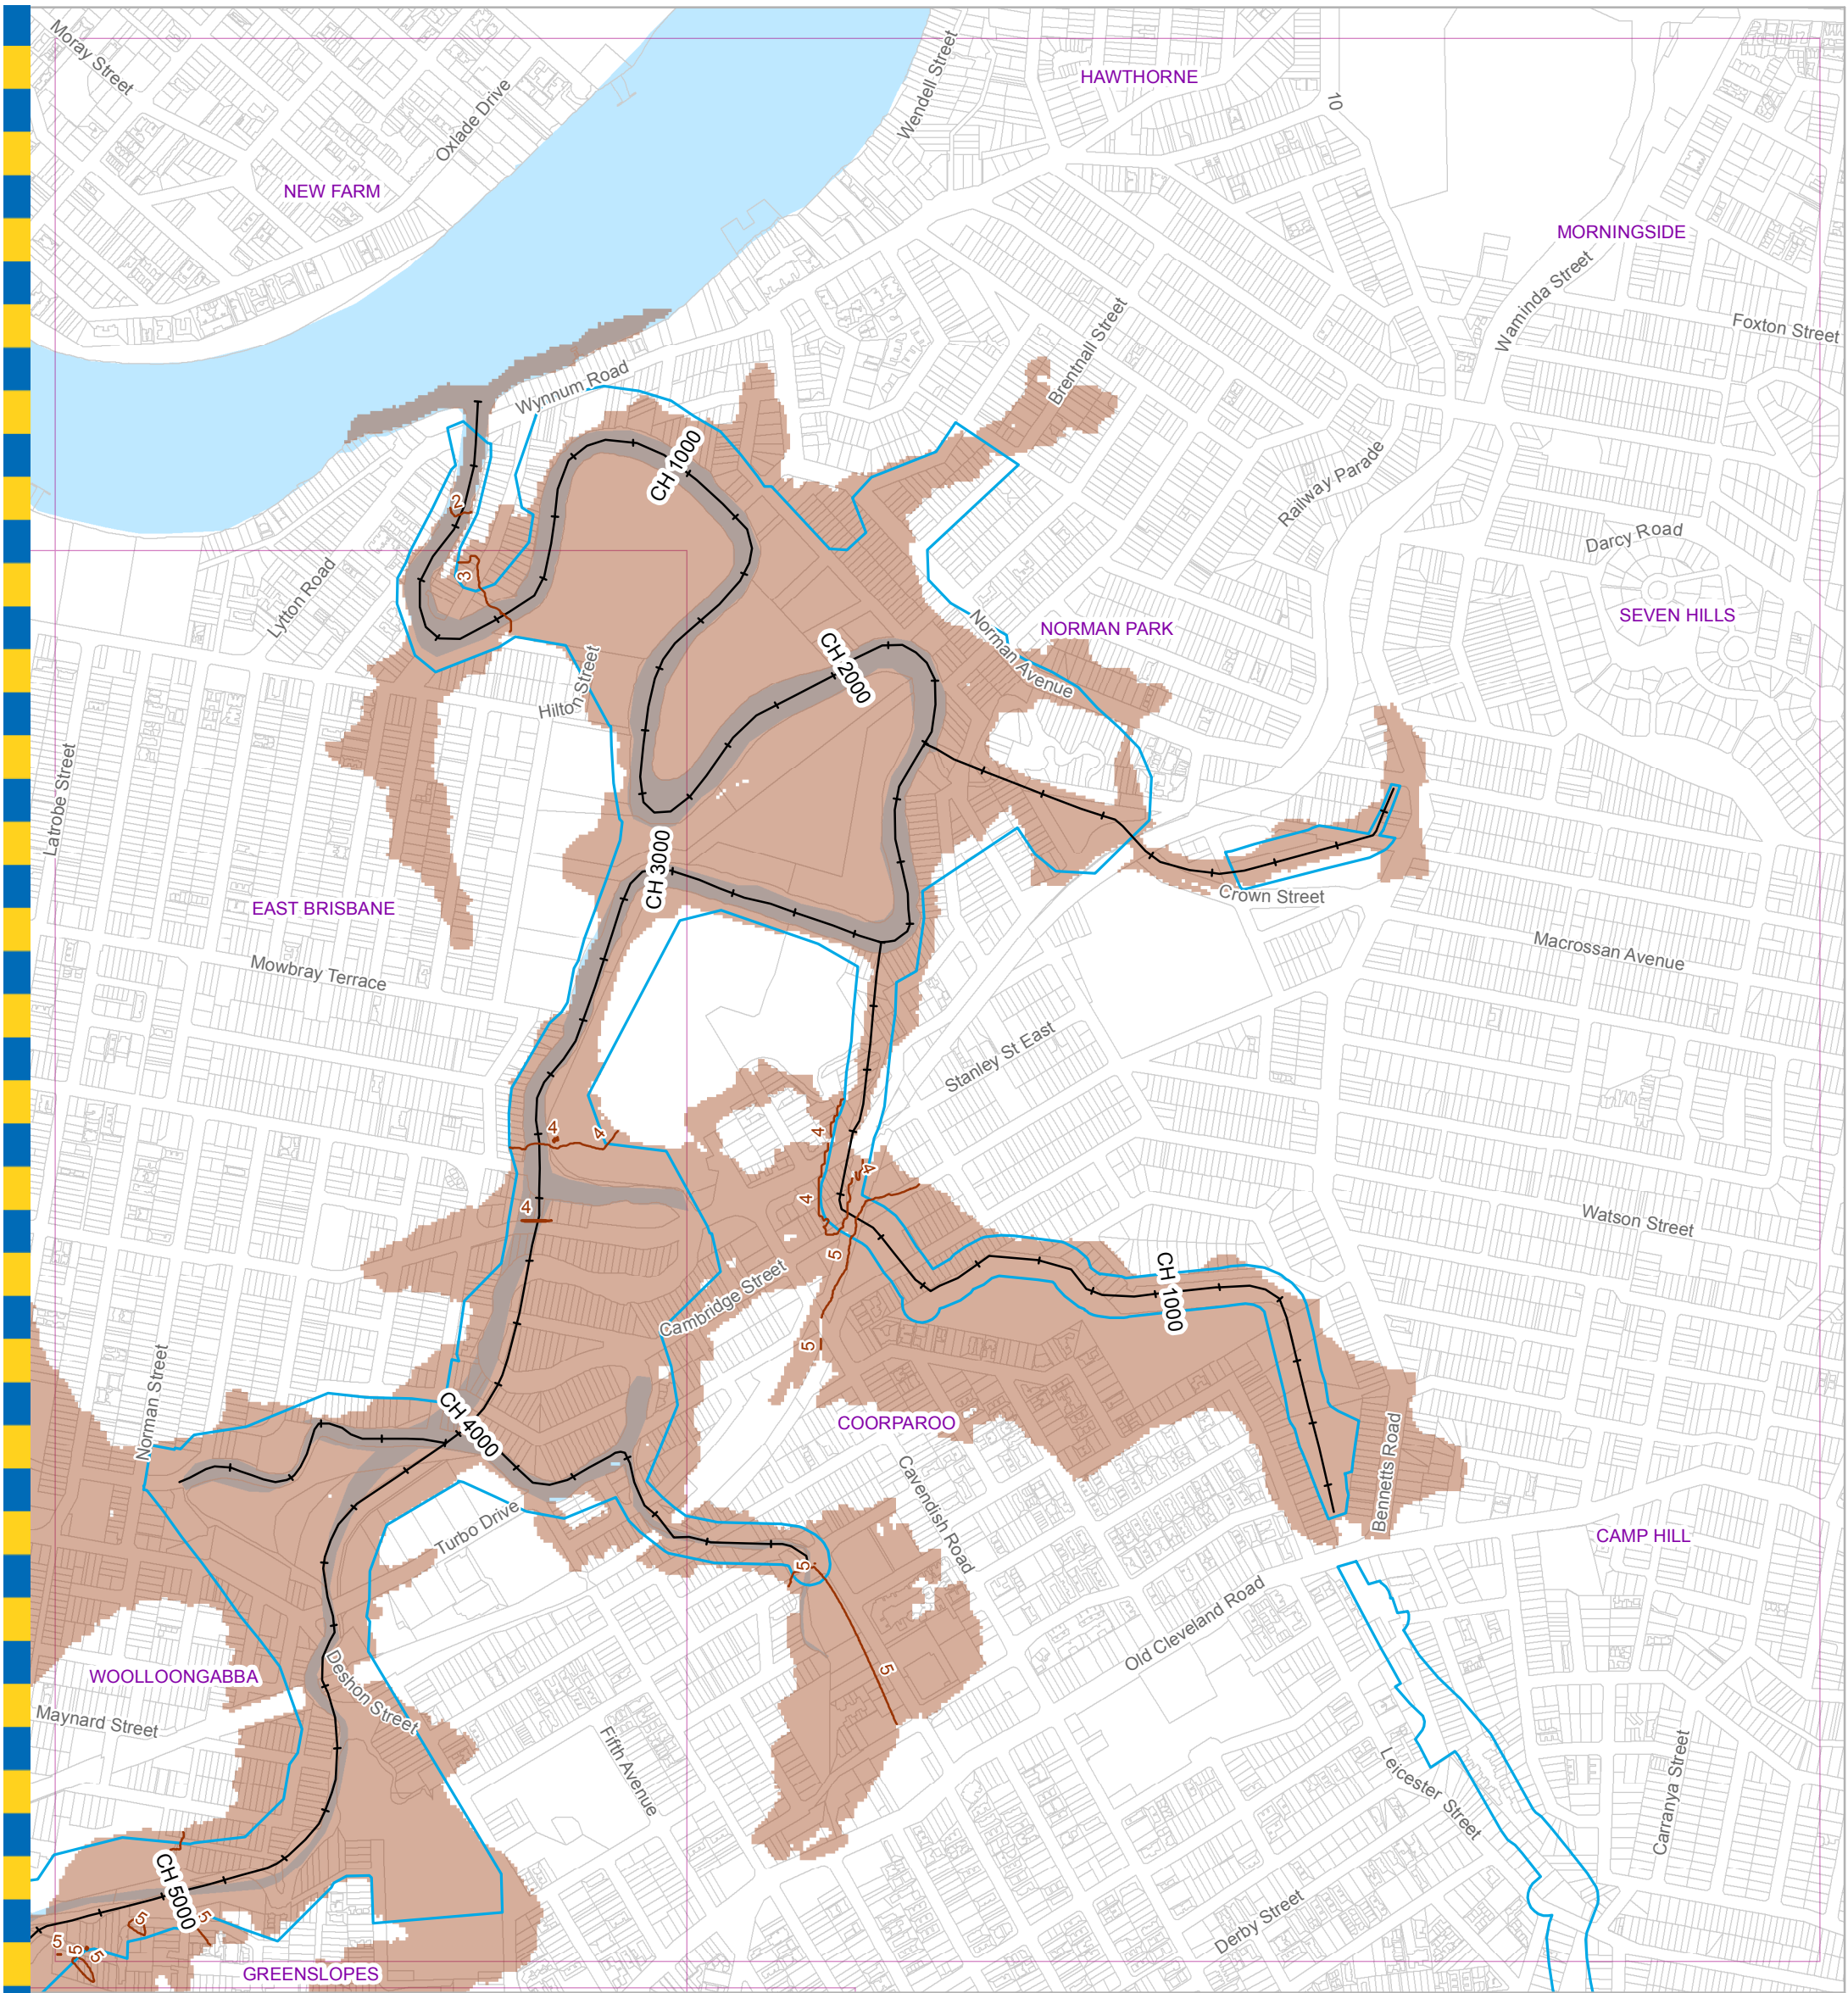 Moray Street
Oxlade Drive
Wendell Street
HAWTHORNE
10
NEW FARM
MORNINGSIDE
Waminda Street
Foxton Street
Brentnall Street
Wynnum Road
CH 1000
Railway Parade
2
Darcy Road
3
Lytton Road
SEVEN HILLS
NORMAN PARK
Norman Avenue
CH 2000
Hilton Street
Latrobe Street
CH 3000
Crown Street
EAST BRISBANE
Macrossan Avenue
Mowbray Terrace
Stanley St East
4
4
4
4
4
4
Watson Street
5
CH 1000
Cambridge Street
5
Norman Street
CH 4000
COORPAROO
Cavendish Road
Bennetts Road
Turbo Drive
CAMP HILL
5
Old Cleveland Road
WOOLLOONGABBA
Deshon Street
5
Maynard Street
Fifth Avenue
Leicester Street
Carranya Street
CH 5000
5
5
5
5
5
Derby Street
GREENSLOPES